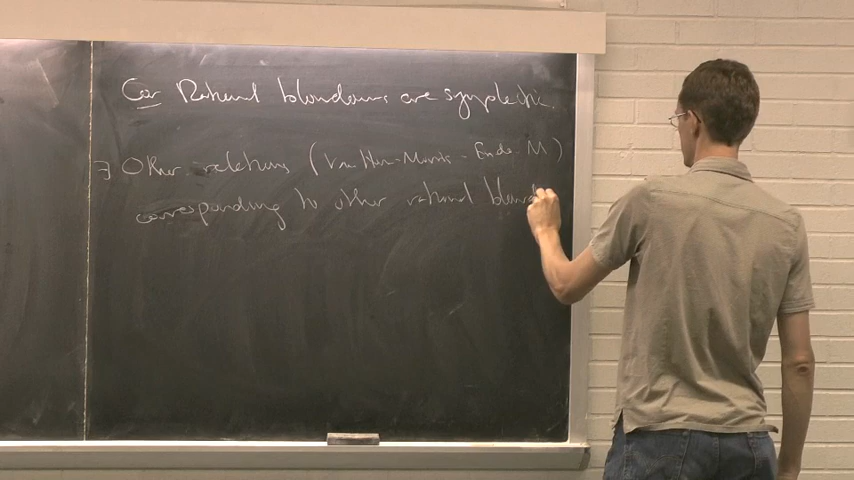 Cor Rational blowdowns are symplectic.
∃ Other relations (Van Horn-Morris - Endo - M)
corresponding to other rational blowd